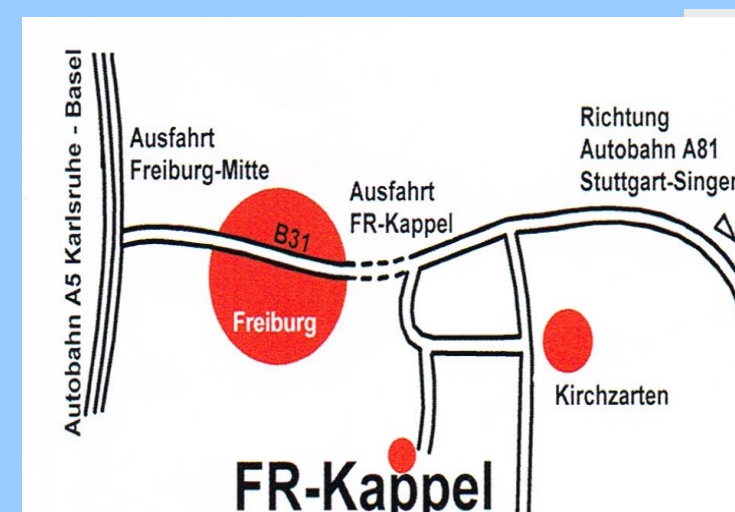 Autobahn A5 Karlsruhe - Basel
Ausfahrt
Freiburg-Mitte
B31
Freiburg
Ausfahrt
FR-Kappel
Richtung
Autobahn A81
Stuttgart-Singen
Kirchzarten
FR-Kappel